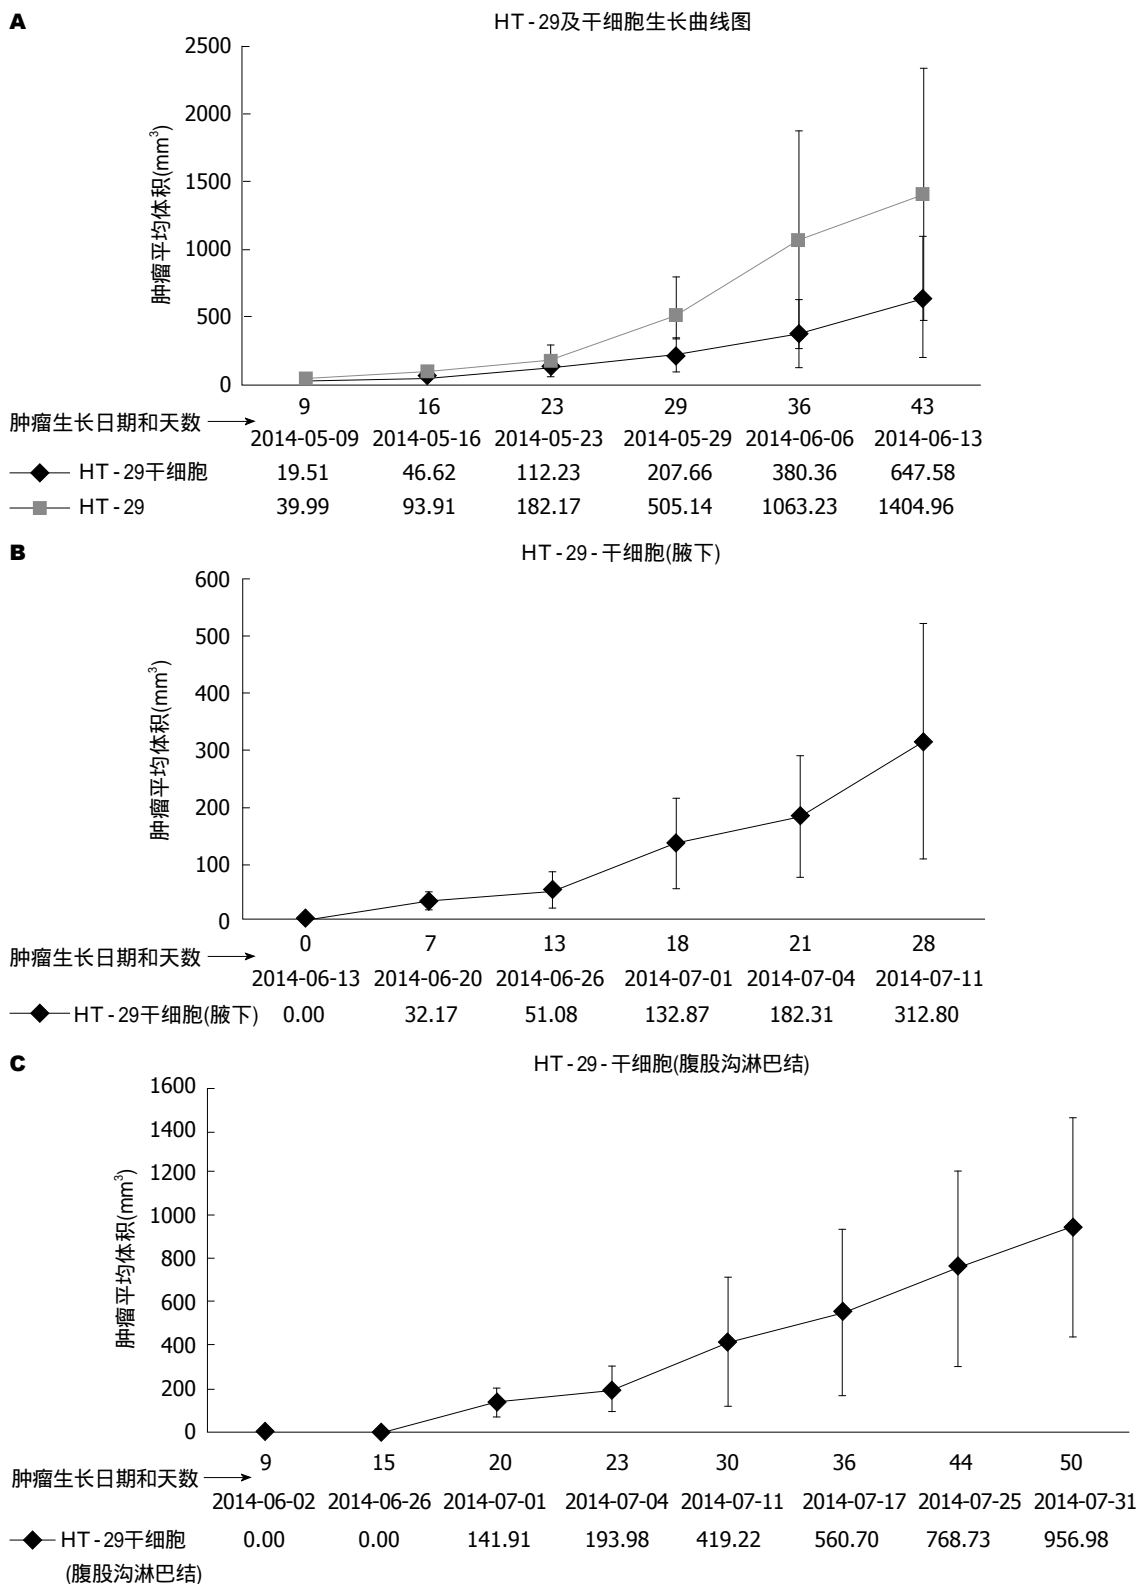 A
HT-29及干细胞生长曲线图
肿瘤平均体积(mm³)
2500
2000
1500
1000
500
0
9 16 23 29 36 43
肿瘤生长日期和天数
2014-05-09 2014-05-16 2014-05-23 2014-05-29 2014-06-06 2014-06-13
HT-29干细胞 19.51 46.62 112.23 207.66 380.36 647.58
HT-29 39.99 93.91 182.17 505.14 1063.23 1404.96
B
HT-29-干细胞(腋下)
肿瘤平均体积(mm³)
600
500
400
300
200
100
0
0 7 13 18 21 28
肿瘤生长日期和天数
2014-06-13 2014-06-20 2014-06-26 2014-07-01 2014-07-04 2014-07-11
HT-29干细胞(腋下) 0.00 32.17 51.08 132.87 182.31 312.80
C
HT-29-干细胞(腹股沟淋巴结)
肿瘤平均体积(mm³)
1600
1400
1200
1000
800
600
400
200
0
9 15 20 23 30 36 44 50
肿瘤生长日期和天数
2014-06-02 2014-06-26 2014-07-01 2014-07-04 2014-07-11 2014-07-17 2014-07-25 2014-07-31
HT-29干细胞 0.00 0.00 141.91 193.98 419.22 560.70 768.73 956.98
(腹股沟淋巴结)